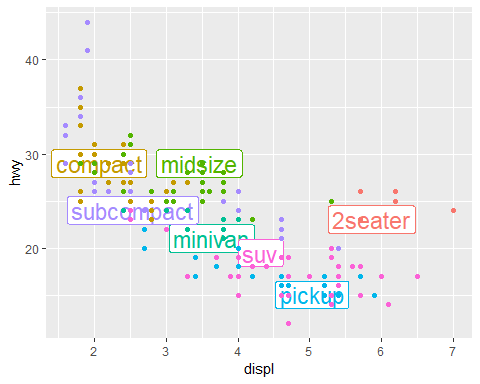 40
30
20
hwy
compact
midsize
subcompact
2seater
minivan
suv
pickup
2 3 4 5 6 7
displ